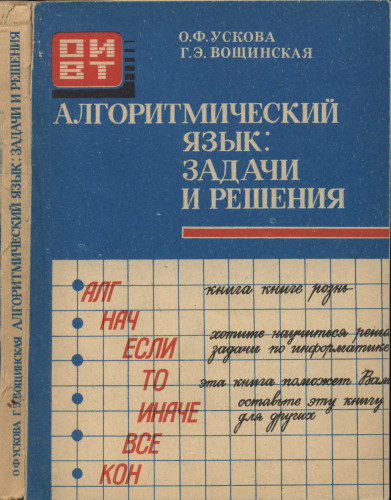 О.Ф.УСКОВА Г.Э.ВОЩИНСКАЯ АЛГОРИТМИЧЕСКИЙ ЯЗЫК: ЗАДАЧИ И РЕШЕНИЯ
ОИ
ВТ
О.Ф.УСКОВА
Г.Э.ВОЩИНСКАЯ
АЛГОРИТМИЧЕСКИЙ
ЯЗЫК:
ЗАДАЧИ
И РЕШЕНИЯ
АЛГ книга книге рознь
НАЧ
ЕСЛИ хотите научиться реша
задачи по информатике
ТО эта книга поможет Вам
ИНАЧЕ оставьте эту книгу
для других
ВСЕ
КОН